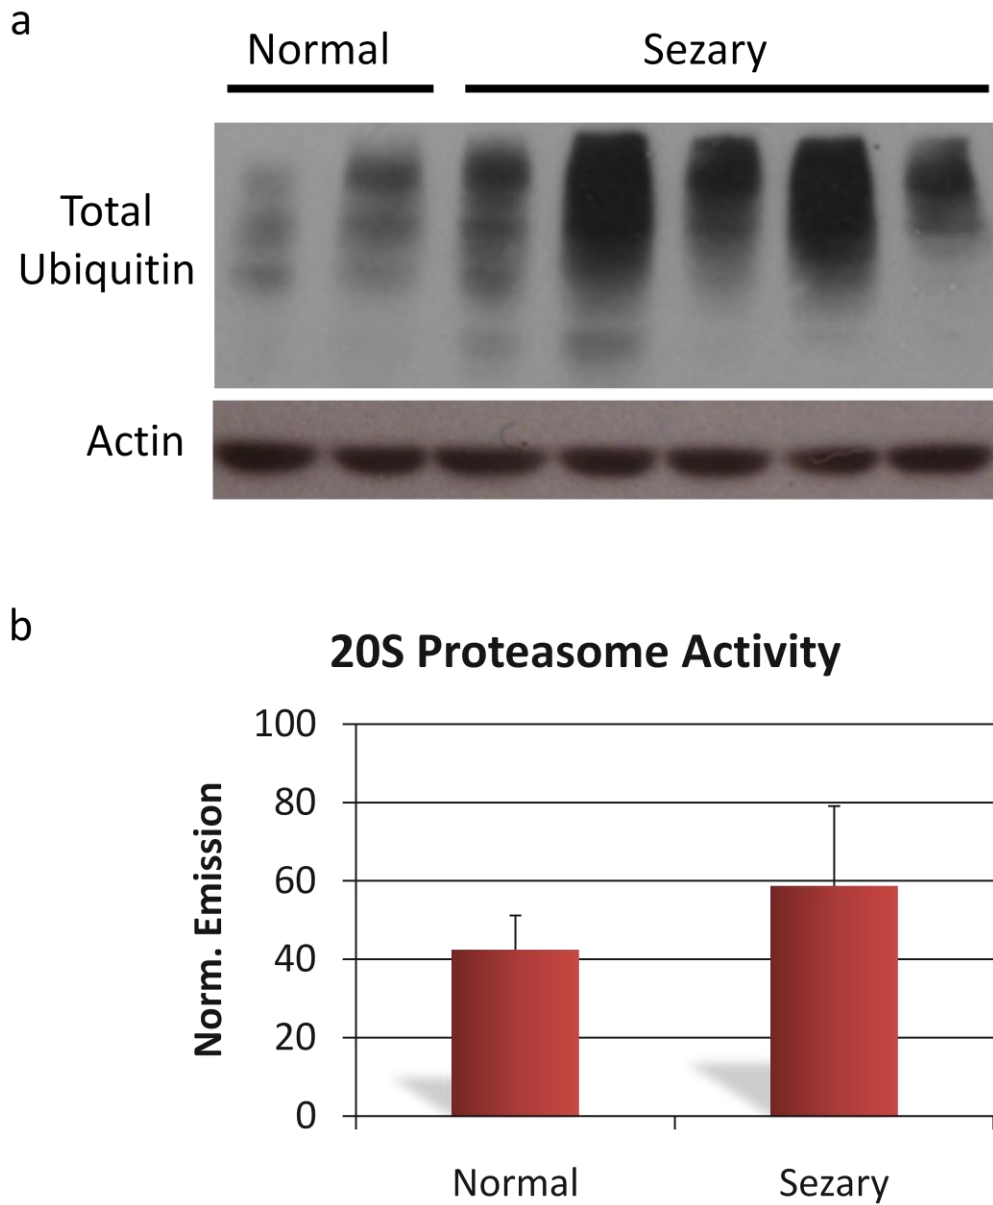 a
Normal
Sezary
Total
Ubiquitin
Actin
b
20S Proteasome Activity
100
80
60
40
20
0
Norm. Emission
Normal
Sezary